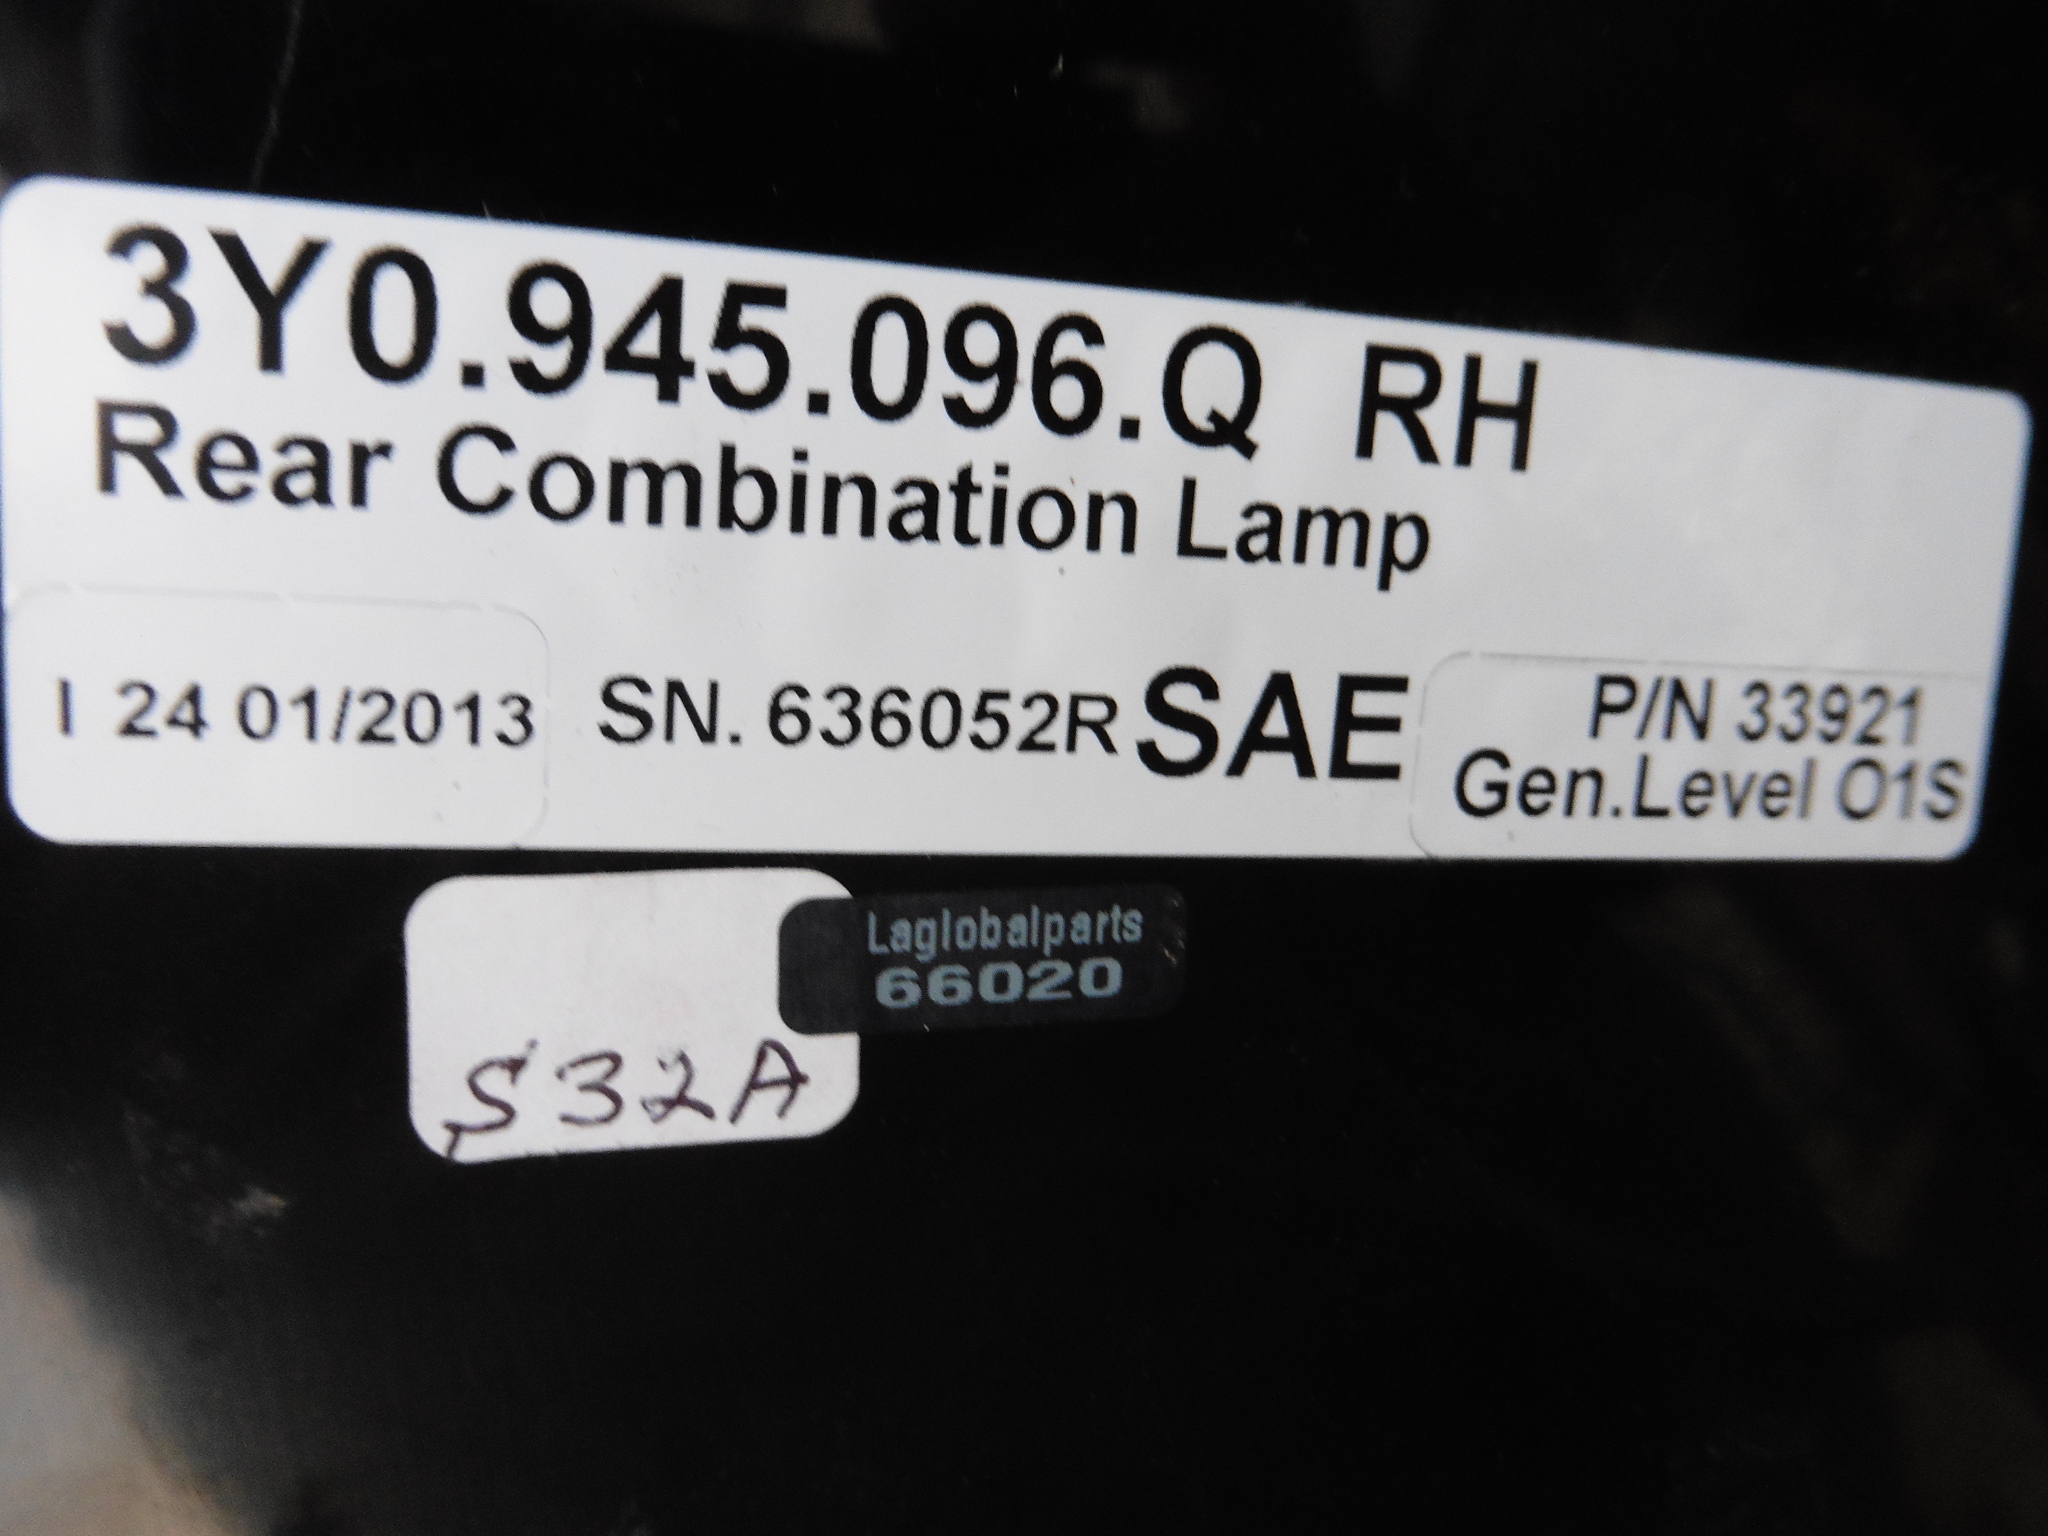 3Y0.945.096.Q RH
Rear Combination Lamp
I 24 01/2013 SN. 636052R SAE P/N 33921
Gen.Level O1S
Laglobalparts
66020
S32A